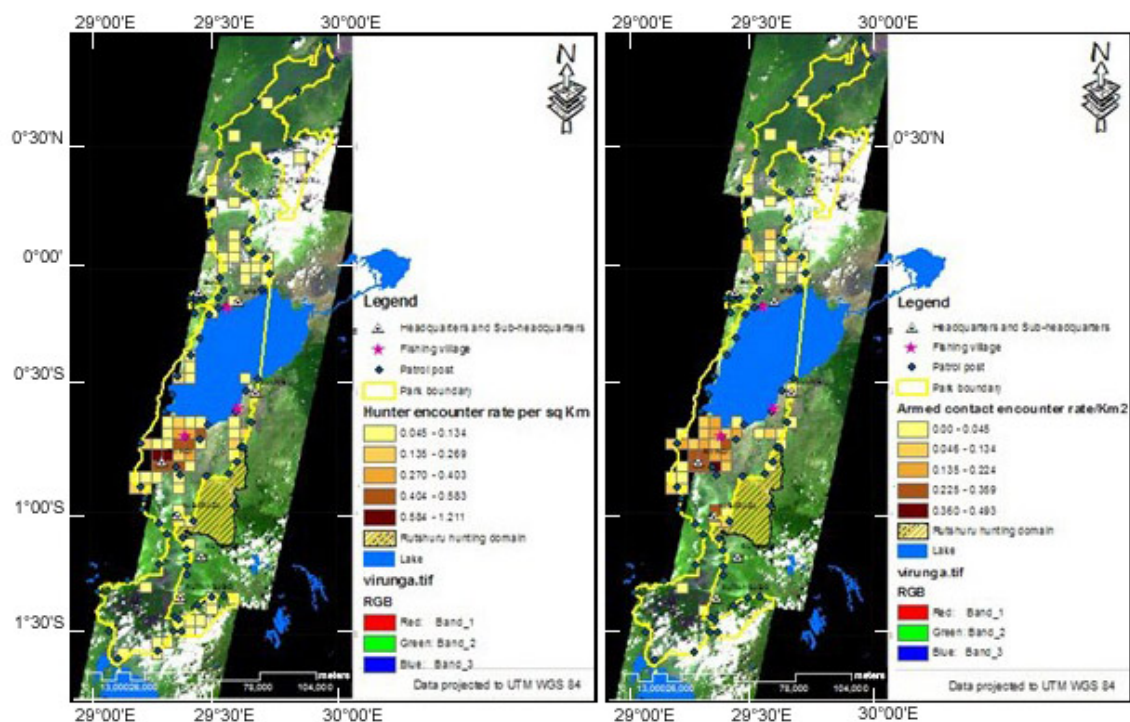 29°00'E 29°30'E 30°00'E
N
0°30'N
0°00'
0°30'S
1°00'S
1°30'S
Legend
Headquarters and Sub-headquarters
Fishing village
Patrol post
Park boundary
Hunter encounter rate per sq Km
0.045 - 0.134
0.135 - 0.269
0.270 - 0.403
0.404 - 0.583
0.584 - 1.211
Rutshuru hunting domain
Lake
virunga.tif
RGB
Red: Band_1
Green: Band_2
Blue: Band_3
meters
13,00026,000 78,000 104,000
Data projected to UTM WGS 84
29°00'E 29°30'E 30°00'E
29°00'E 29°30'E 30°00'E
N
0°30'N
0°00'
0°30'S
1°00'S
1°30'S
Legend
Headquarters and Sub-headquarters
Fishing village
Patrol post
Park boundary
Armed contact encounter rate/Km2
0.00 - 0.045
0.046 - 0.134
0.135 - 0.224
0.225 - 0.359
0.360 - 0.493
Rutshuru hunting domain
Lake
virunga.tif
RGB
Red: Band_1
Green: Band_2
Blue: Band_3
meters
13,00026,000 78,000 104,000
Data projected to UTM WGS 84
29°00'E 29°30'E 30°00'E